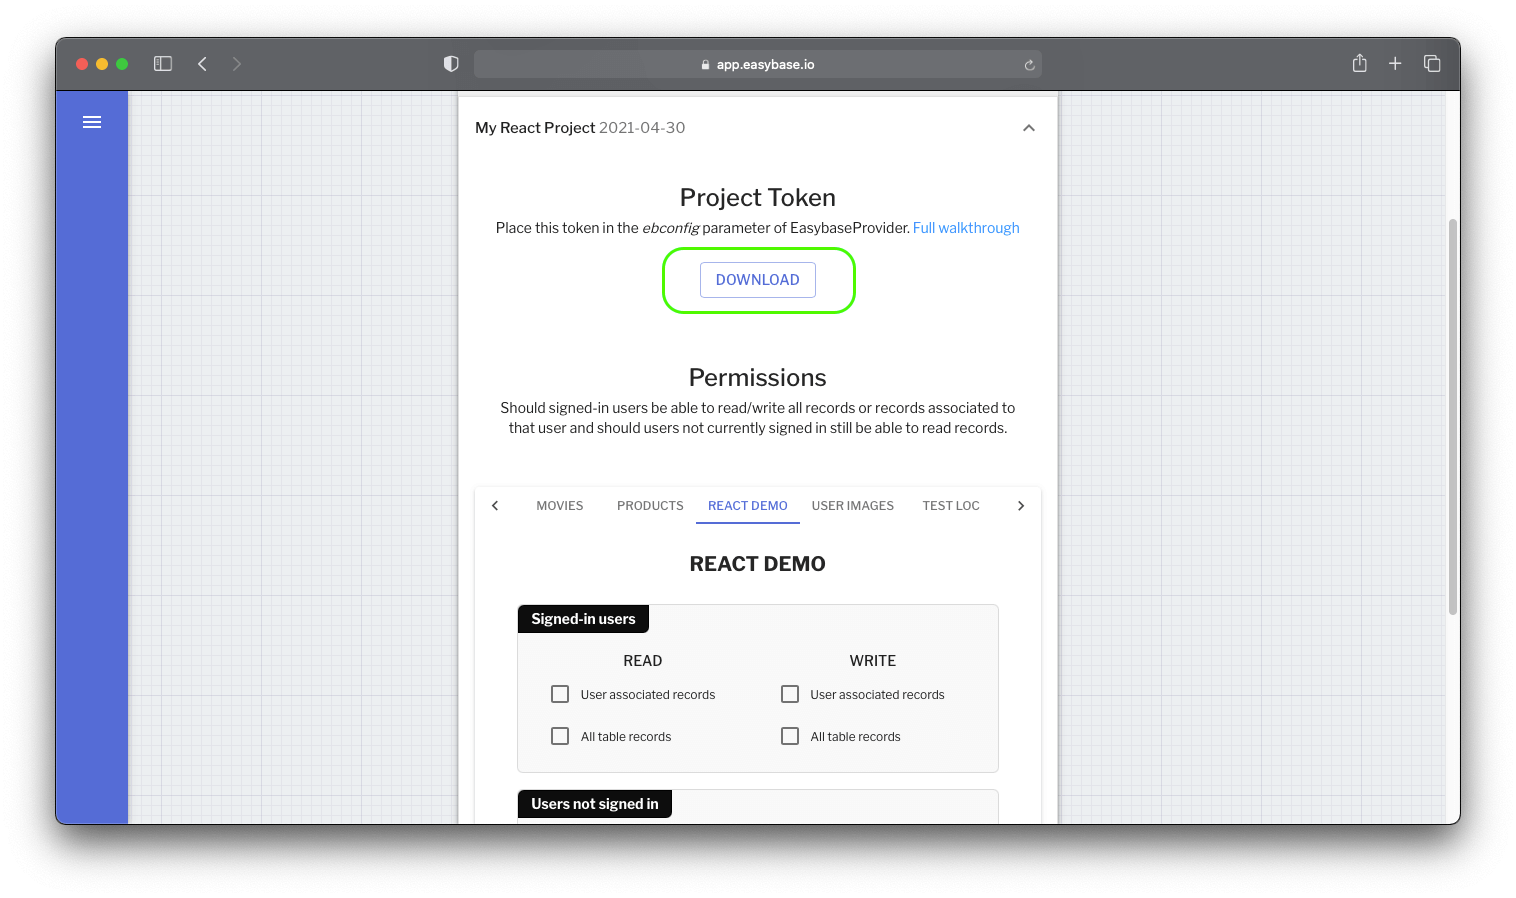 app.easybase.io
My React Project 2021-04-30
Project Token
Place this token in the ebconfig parameter of EasybaseProvider. Full walkthrough
DOWNLOAD
Permissions
Should signed-in users be able to read/write all records or records associated to
that user and should users not currently signed in still be able to read records.
MOVIES PRODUCTS REACT DEMO USER IMAGES TEST LOC
REACT DEMO
Signed-in users
READ WRITE
User associated records User associated records
All table records All table records
Users not signed in